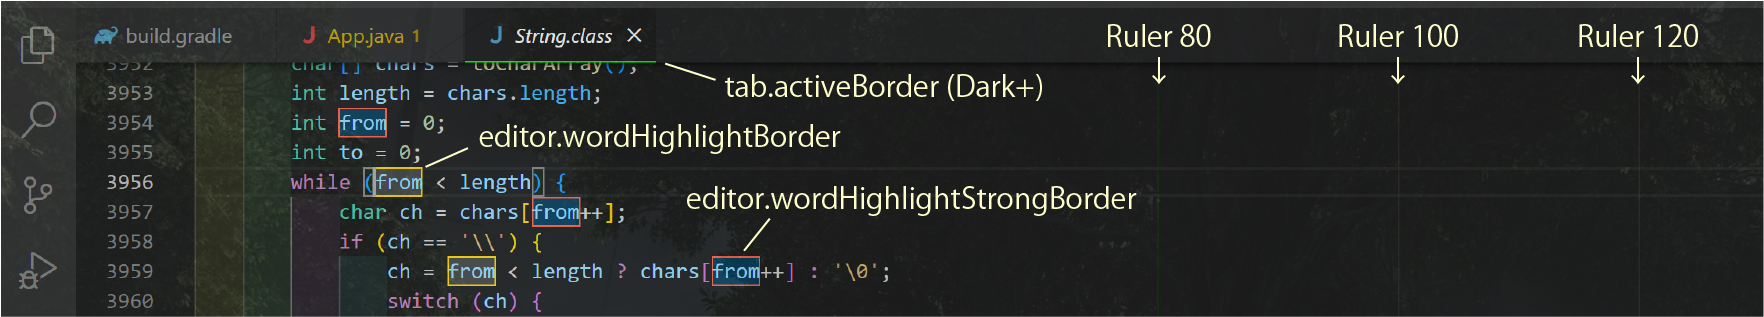 build.gradle App.java 1 String.class Ruler 80 Ruler 100 Ruler 120
3952 char[] chars = toCharArray();
tab.activeBorder (Dark+)
3953 int length = chars.length;
3954 int from = 0;
editor.wordHighlightBorder
3955 int to = 0;
3956 while (from < length) {
editor.wordHighlightStrongBorder
3957 char ch = chars[from++];
3958 if (ch == '\\') {
3959 ch = from < length ? chars[from++] : '\0';
3960 switch (ch) {